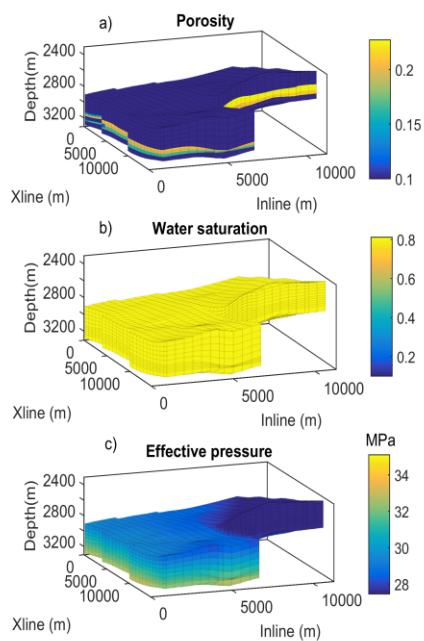 a) Porosity
2400
2800
3200
Depth(m)
0
5000
10000
Xline (m)
0
5000
10000
Inline (m)
0.2
0.15
0.1
b) Water saturation
2400
2800
3200
Depth(m)
0
5000
10000
Xline (m)
0
5000
10000
Inline (m)
0.8
0.6
0.4
0.2
c) Effective pressure
MPa
2400
2800
3200
Depth(m)
0
5000
10000
Xline (m)
0
5000
10000
Inline (m)
34
32
30
28